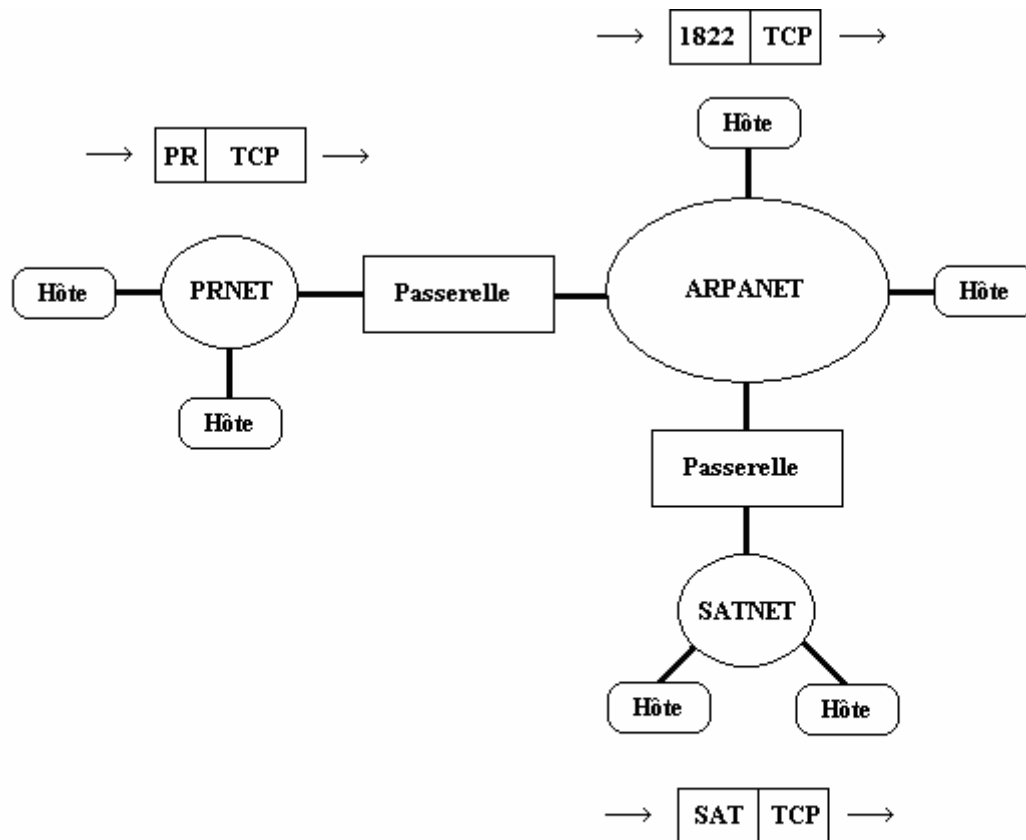 1822 TCP
Hôte
PR TCP
Hôte
PRNET
Passerelle
ARPANET
Hôte
Hôte
Passerelle
SATNET
Hôte
Hôte
SAT TCP